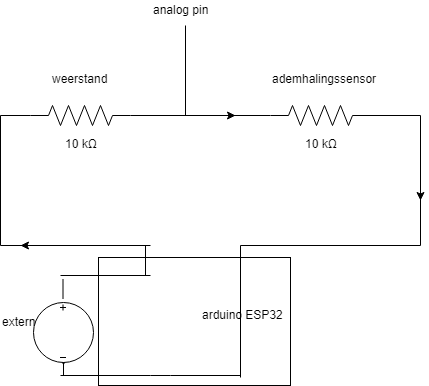 analog pin
weerstand
ademhalingssensor
10 kΩ
10 kΩ
+
extern
arduino ESP32
−